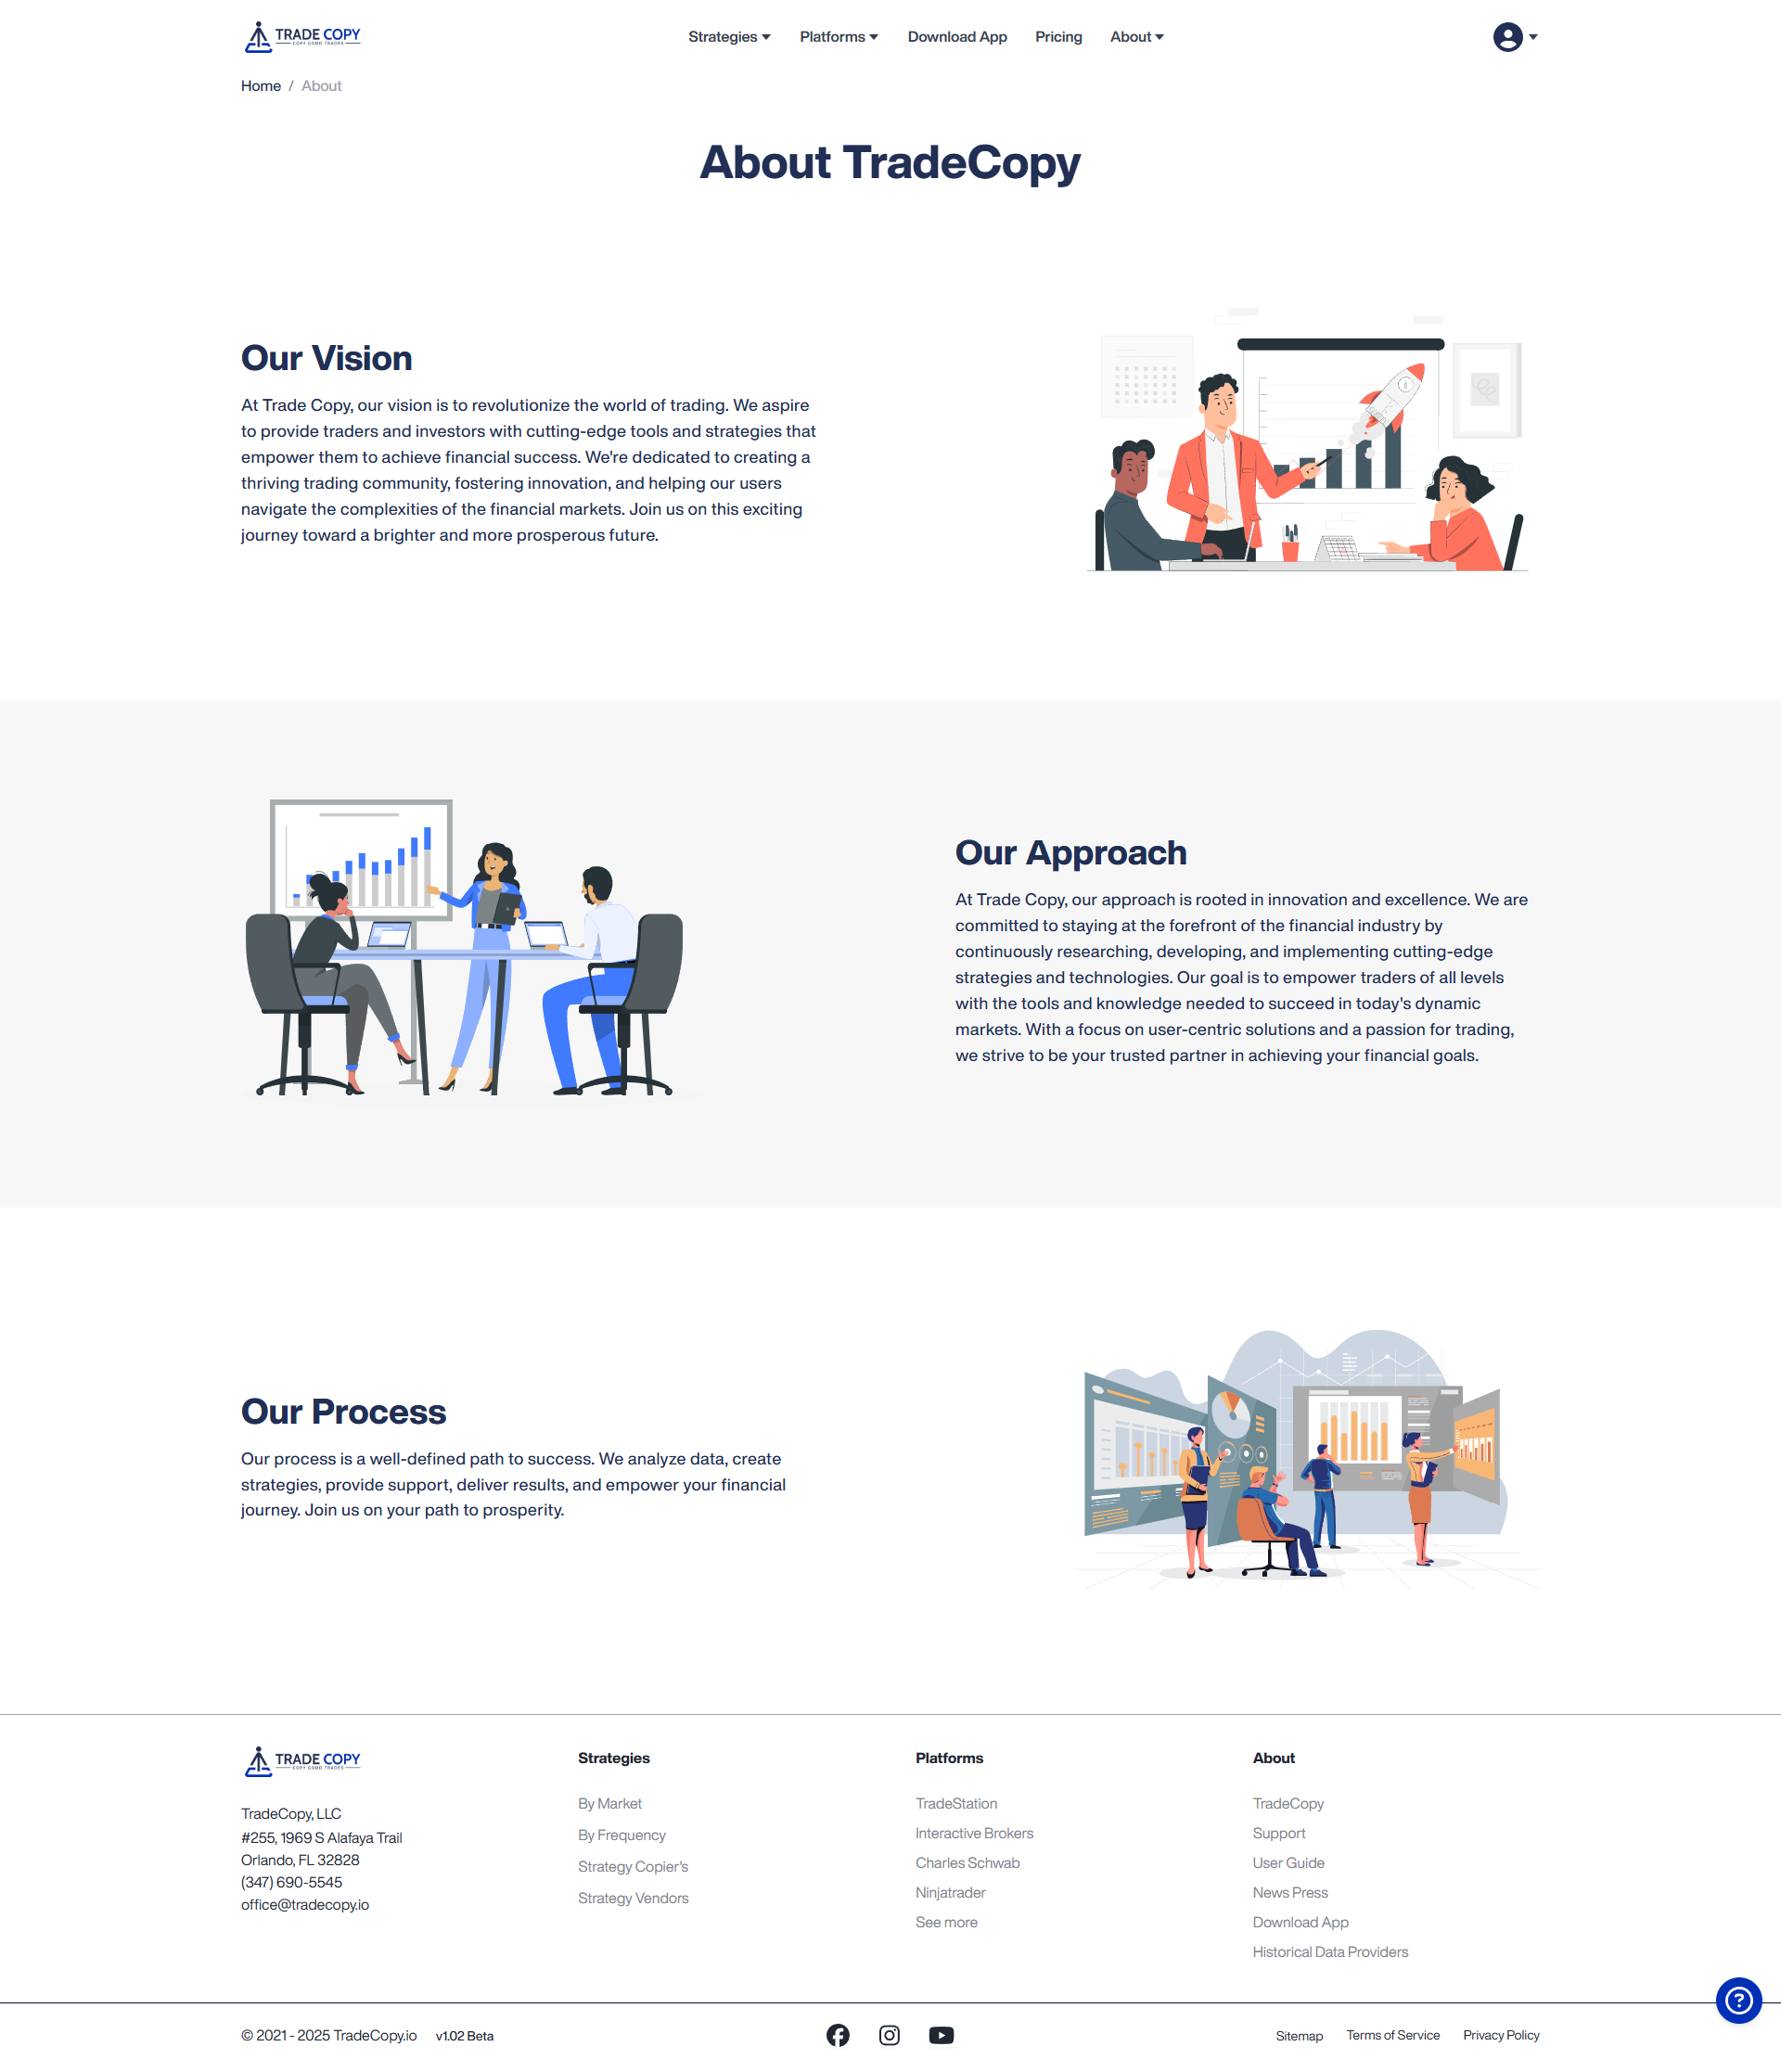 TRADE COPY
COPY GOOD TRADES
Strategies
Platforms
Download App
Pricing
About
Home / About
About TradeCopy
Our Vision
At Trade Copy, our vision is to revolutionize the world of trading. We aspire
to provide traders and investors with cutting-edge tools and strategies that
empower them to achieve financial success. We're dedicated to creating a
thriving trading community, fostering innovation, and helping our users
navigate the complexities of the financial markets. Join us on this exciting
journey toward a brighter and more prosperous future.
Our Approach
At Trade Copy, our approach is rooted in innovation and excellence. We are
committed to staying at the forefront of the financial industry by
continuously researching, developing, and implementing cutting-edge
strategies and technologies. Our goal is to empower traders of all levels
with the tools and knowledge needed to succeed in today's dynamic
markets. With a focus on user-centric solutions and a passion for trading,
we strive to be your trusted partner in achieving your financial goals.
Our Process
Our process is a well-defined path to success. We analyze data, create
strategies, provide support, deliver results, and empower your financial
journey. Join us on your path to prosperity.
TRADE COPY
COPY GOOD TRADES
TradeCopy, LLC
#255, 1969 S Alafaya Trail
Orlando, FL 32828
(347) 690-5545
office@tradecopy.io
Strategies
By Market
By Frequency
Strategy Copier's
Strategy Vendors
Platforms
TradeStation
Interactive Brokers
Charles Schwab
Ninjatrader
See more
About
TradeCopy
Support
User Guide
News Press
Download App
Historical Data Providers
© 2021 - 2025 TradeCopy.io
v1.02 Beta
Sitemap
Terms of Service
Privacy Policy